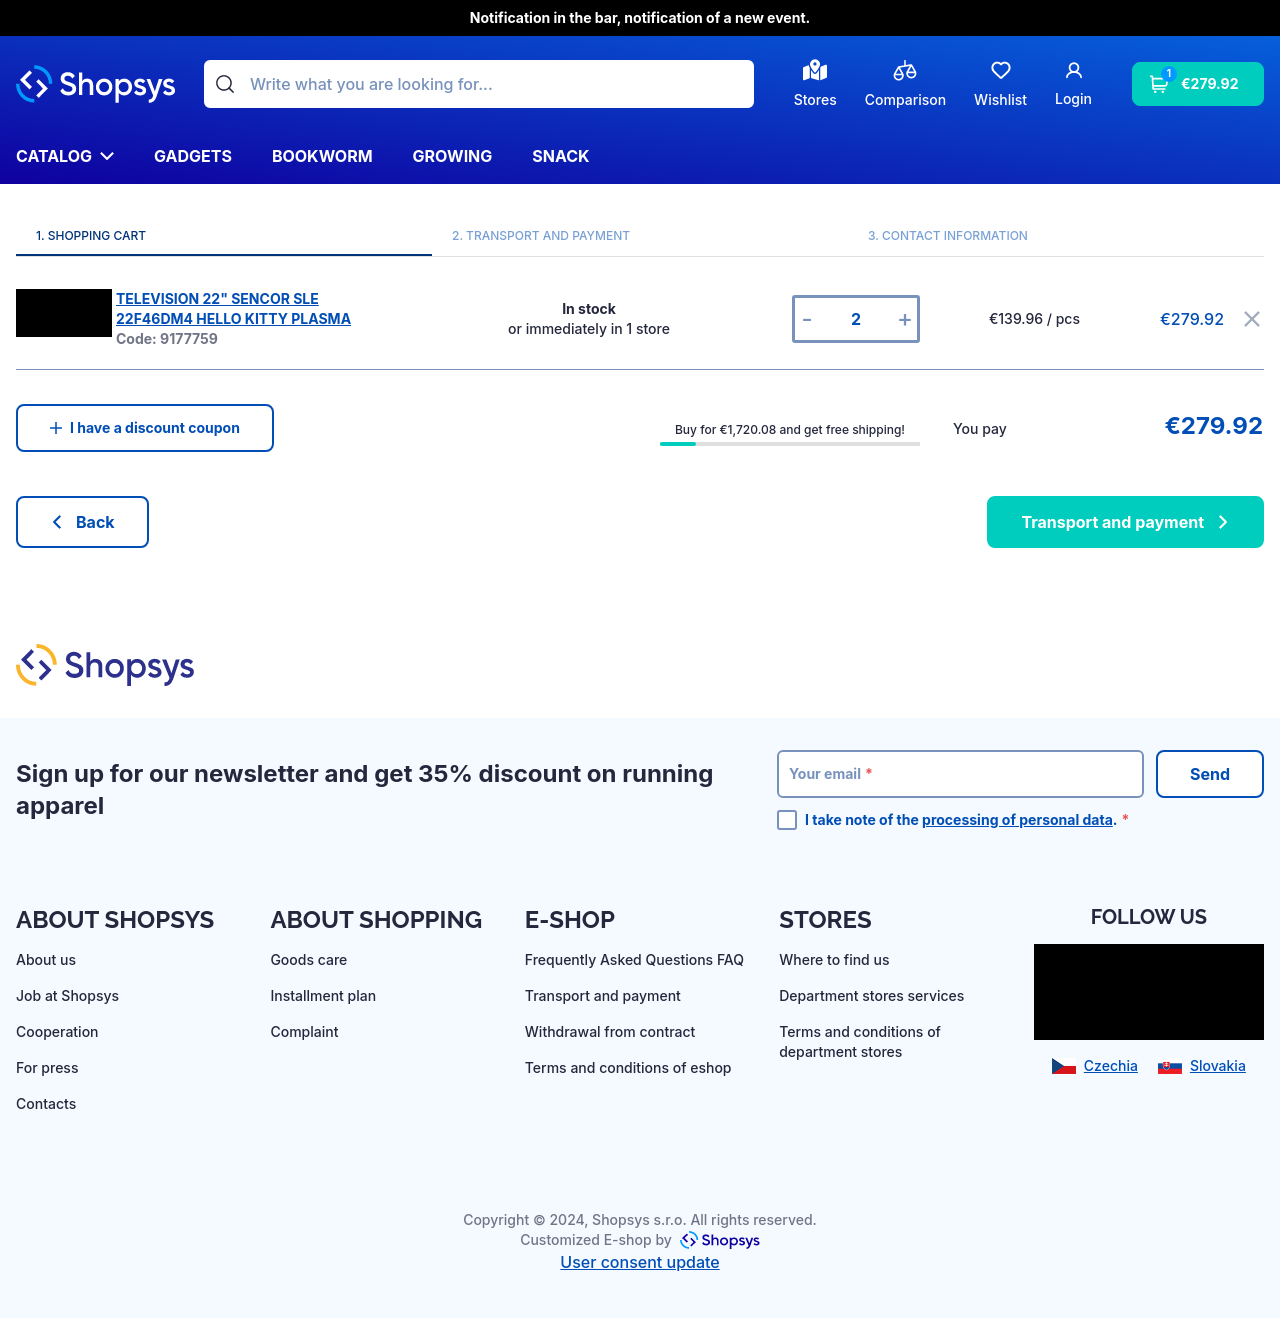 Notification in the bar, notification of a new event.
Shopsys
Write what you are looking for...
Stores
Comparison
Wishlist
Login
1
€279.92
CATALOG
GADGETS
BOOKWORM
GROWING
SNACK
1. SHOPPING CART
2. TRANSPORT AND PAYMENT
3. CONTACT INFORMATION
TELEVISION 22" SENCOR SLE
22F46DM4 HELLO KITTY PLASMA
Code: 9177759
In stock
or immediately in 1 store
- 2 +
€139.96 / pcs
€279.92
I have a discount coupon
Buy for €1,720.08 and get free shipping!
You pay
€279.92
Back
Transport and payment
Shopsys
Sign up for our newsletter and get 35% discount on running
apparel
Your email *
Send
I take note of the processing of personal data. *
ABOUT SHOPSYS
About us
Job at Shopsys
Cooperation
For press
Contacts
ABOUT SHOPPING
Goods care
Installment plan
Complaint
E-SHOP
Frequently Asked Questions FAQ
Transport and payment
Withdrawal from contract
Terms and conditions of eshop
STORES
Where to find us
Department stores services
Terms and conditions of
department stores
FOLLOW US
Czechia
Slovakia
Copyright © 2024, Shopsys s.r.o. All rights reserved.
Customized E-shop by Shopsys
User consent update